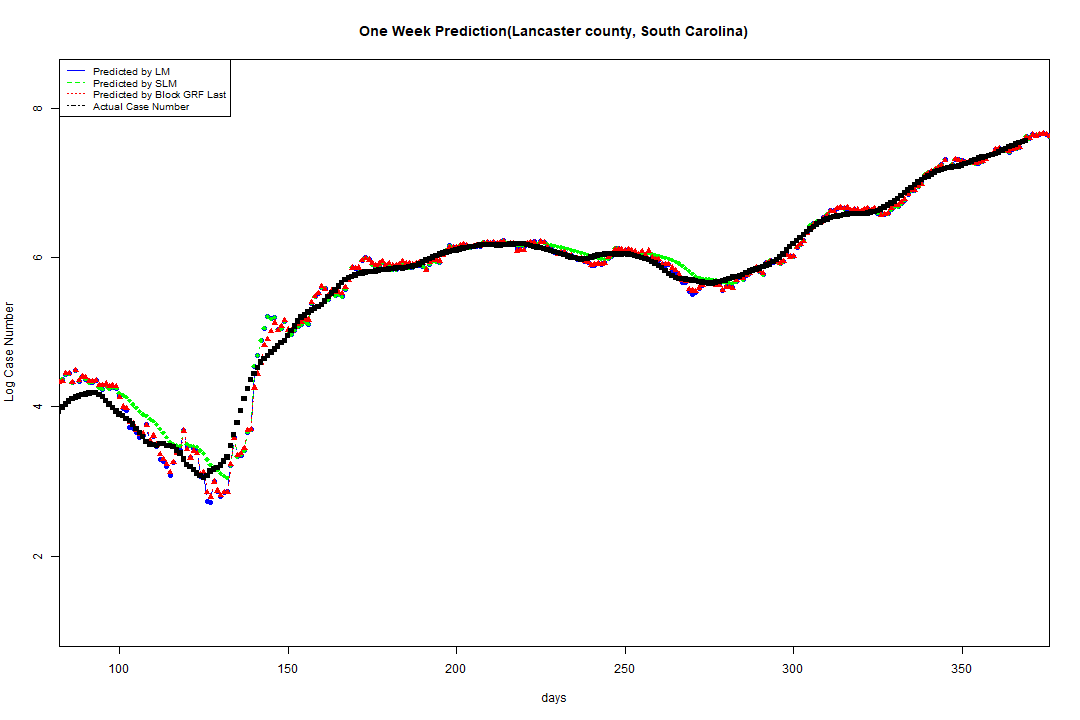 One Week Prediction(Lancaster county, South Carolina)
Predicted by LM
Predicted by SLM
Predicted by Block GRF Last
Actual Case Number
8
6
4
2
Log Case Number
100 150 200 250 300 350
days